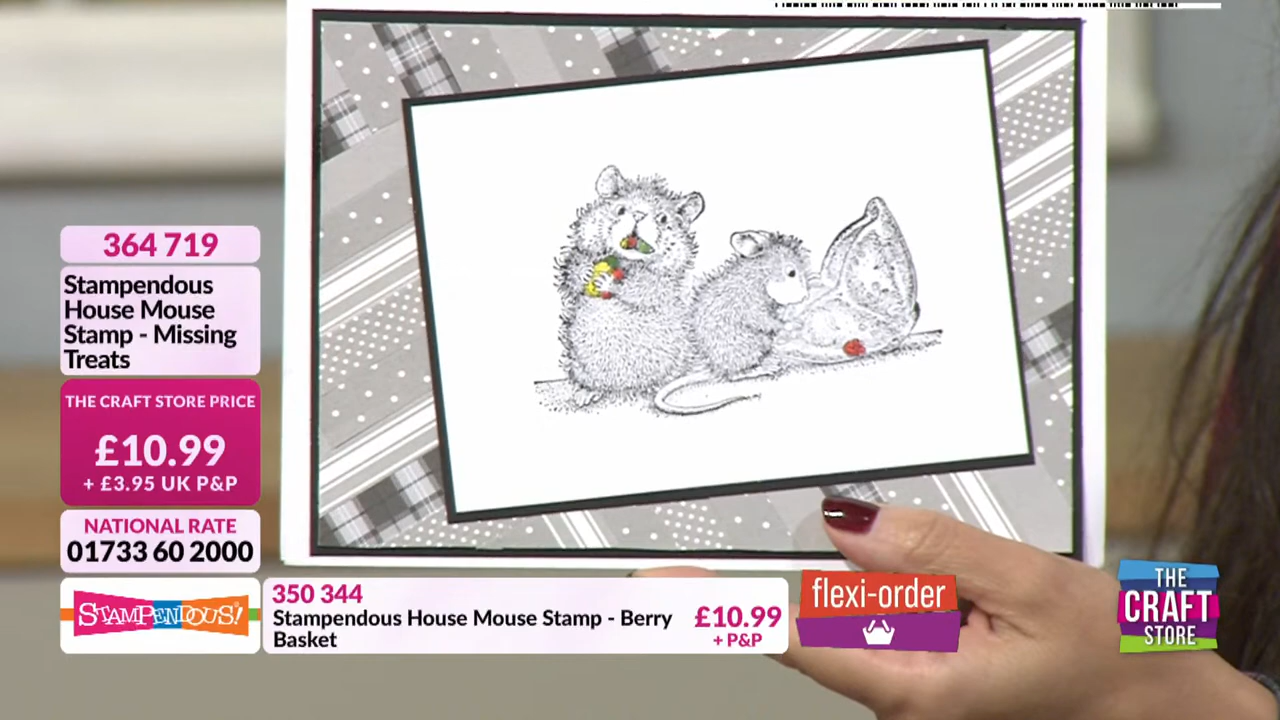 364 719
Stampendous
House Mouse
Stamp - Missing
Treats
THE CRAFT STORE PRICE
£10.99
+ £3.95 UK P&P
NATIONAL RATE
01733 60 2000
STAMPENDOUS!
350 344
Stampendous House Mouse Stamp - Berry
Basket
£10.99
+ P&P
flexi-order
THE
CRAFT
STORE